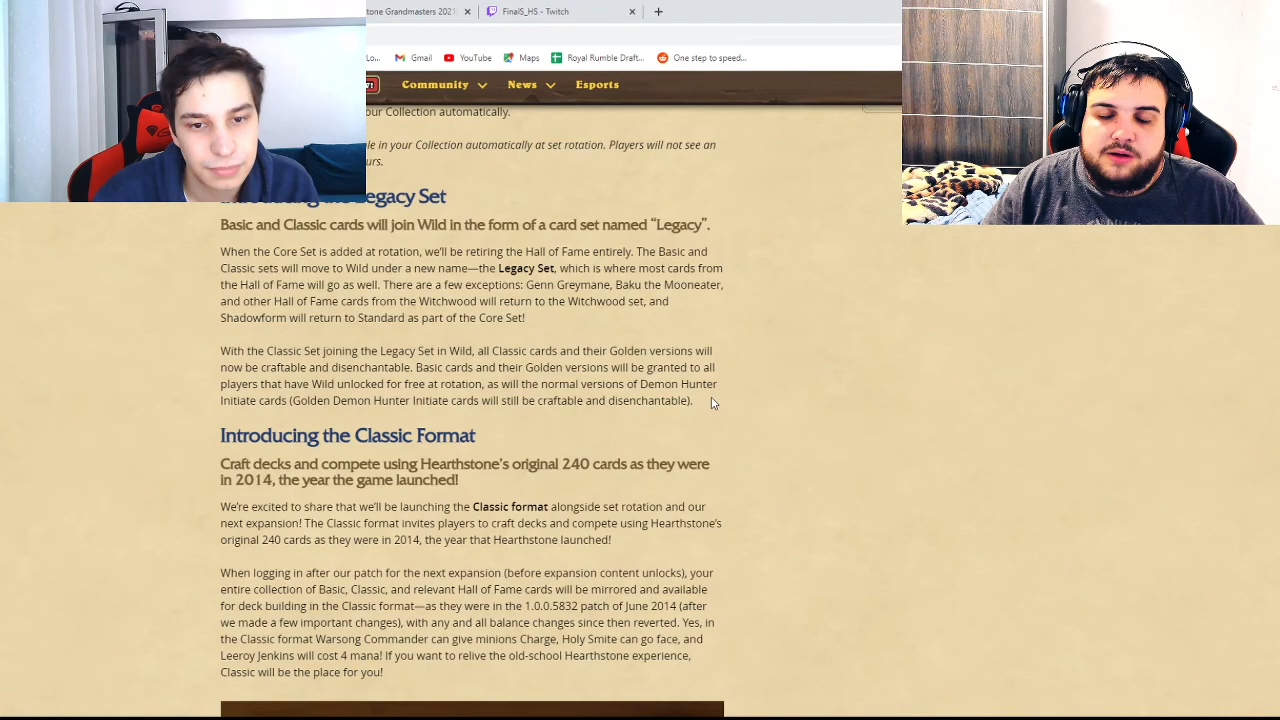 tone Grandmasters 2021
FinalS_HS - Twitch
Lo...
Gmail
YouTube
Maps
Royal Rumble Draft...
One step to speed...
Community
News
Esports
our Collection automatically.
le in your Collection automatically at set rotation. Players will not see an
urs.
Legacy Set
Basic and Classic cards will join Wild in the form of a card set named “Legacy”.
When the Core Set is added at rotation, we’ll be retiring the Hall of Fame entirely. The Basic and
Classic sets will move to Wild under a new name—the Legacy Set, which is where most cards from
the Hall of Fame will go as well. There are a few exceptions: Genn Greymane, Baku the Mooneater,
and other Hall of Fame cards from the Witchwood will return to the Witchwood set, and
Shadowform will return to Standard as part of the Core Set!
With the Classic Set joining the Legacy Set in Wild, all Classic cards and their Golden versions will
now be craftable and disenchantable. Basic cards and their Golden versions will be granted to all
players that have Wild unlocked for free at rotation, as will the normal versions of Demon Hunter
Initiate cards (Golden Demon Hunter Initiate cards will still be craftable and disenchantable).
Introducing the Classic Format
Craft decks and compete using Hearthstone’s original 240 cards as they were
in 2014, the year the game launched!
We’re excited to share that we’ll be launching the Classic format alongside set rotation and our
next expansion! The Classic format invites players to craft decks and compete using Hearthstone’s
original 240 cards as they were in 2014, the year that Hearthstone launched!
When logging in after our patch for the next expansion (before expansion content unlocks), your
entire collection of Basic, Classic, and relevant Hall of Fame cards will be mirrored and available
for deck building in the Classic format—as they were in the 1.0.0.5832 patch of June 2014 (after
we made a few important changes), with any and all balance changes since then reverted. Yes, in
the Classic format Warsong Commander can give minions Charge, Holy Smite can go face, and
Leeroy Jenkins will cost 4 mana! If you want to relive the old-school Hearthstone experience,
Classic will be the place for you!